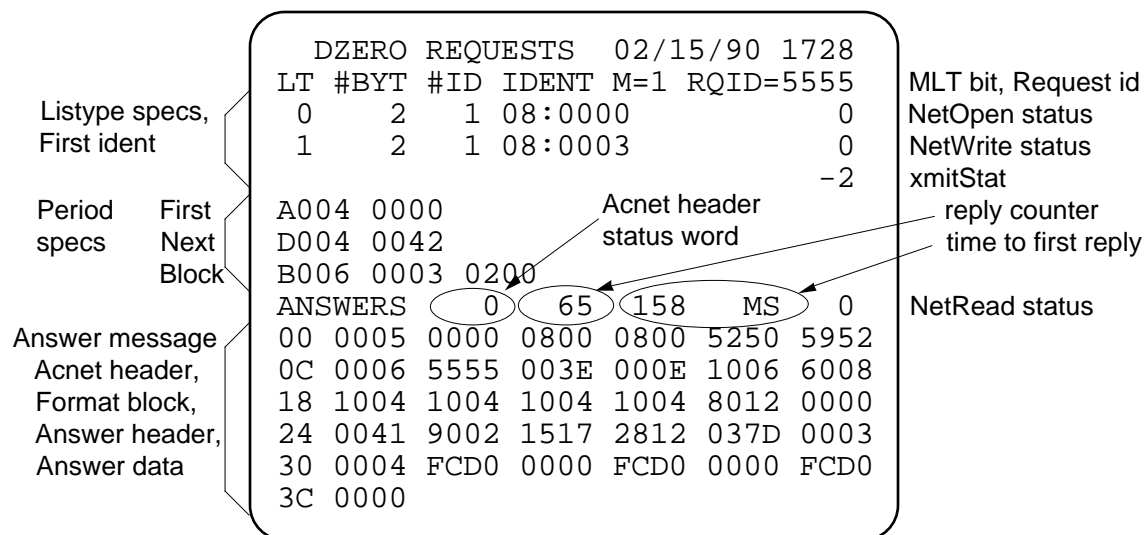 DZERO REQUESTS 02/15/90 1728
LT #BYT #ID IDENT M=1 RQID=5555 MLT bit, Request id
Listype specs, 0 2 1 08:0000 0 NetOpen status
First ident 1 2 1 08:0003 0 NetWrite status
-2 xmitStat
Period First A004 0000 Acnet header reply counter
specs Next D004 0042 status word time to first reply
Block B006 0003 0200
ANSWERS 0 65 158 MS 0 NetRead status
Answer message 00 0005 0000 0800 0800 5250 5952
Acnet header, 0C 0006 5555 003E 000E 1006 6008
Format block, 18 1004 1004 1004 1004 8012 0000
Answer header, 24 0041 9002 1517 2812 037D 0003
Answer data 30 0004 FCD0 0000 FCD0 0000 FCD0
3C 0000